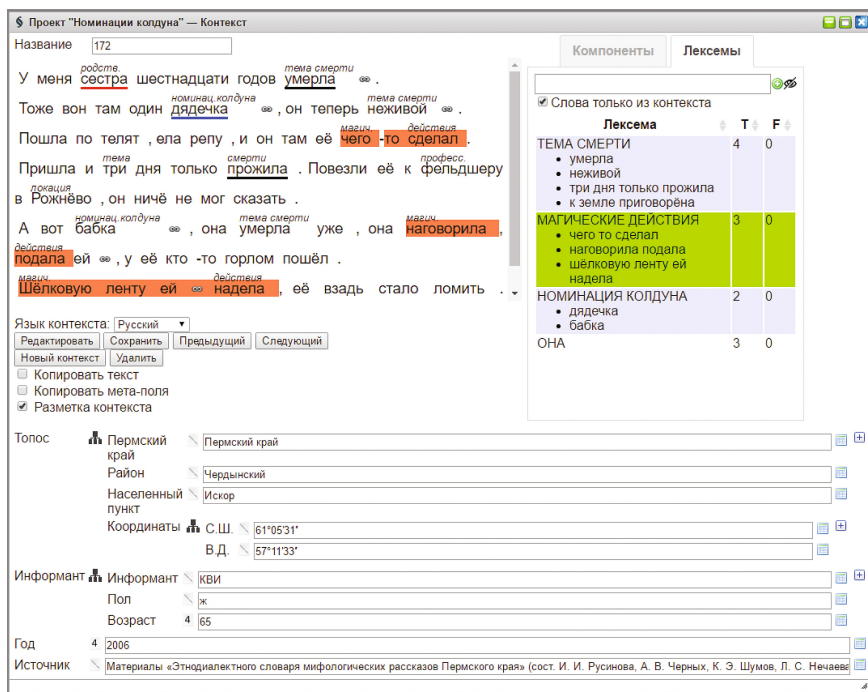 § Проект "Номинации колдуна" — Контекст
Название 172
родств. тема смерти
У меня сестра шестнадцати годов умерла .
номинац.колдуна тема смерти
Тоже вон там один дядечка , он теперь неживой .
магич. действия
Пошла по телят , ела репу , и он там её чего -то сделал .
тема смерти професс.
Пришла и три дня только прожила . Повезли её к фельдшеру
локация
в Рожнёво , он ничё не мог сказать .
номинац.колдуна тема смерти магич.
А вот бабка , она умерла уже , она наговорила ,
действия
подала ей , у её кто -то горлом пошёл .
магич. действия
Шёлковую ленту ей надела , её взадь стало ломить .
Язык контекста: Русский
Редактировать Сохранить Предыдущий Следующий
Новый контекст Удалить
Копировать текст
Копировать мета-поля
Разметка контекста
Компоненты Лексемы
Слова только из контекста
Лексема T F
ТЕМА СМЕРТИ 4 0
• умерла
• неживой
• три дня только прожила
• к земле приговорёна
МАГИЧЕСКИЕ ДЕЙСТВИЯ 3 0
• чего то сделал
• наговорила подала
• шёлковую ленту ей
надела
НОМИНАЦИЯ КОЛДУНА 2 0
• дядечка
• бабка
ОНА 3 0
Топос Пермский край Пермский край
Район Чердынский
Населенный пункт Искор
Координаты С.Ш. 61°05'31"
В.Д. 57°11'33"
Информант Информант КВИ
Пол ж
Возраст 4 65
Год 4 2006
Источник Материалы «Этнодиалектного словаря мифологических рассказов Пермского края» (сост. И. И. Русинова, А. В. Черных, К. Э. Шумов, Л. С. Нечаева